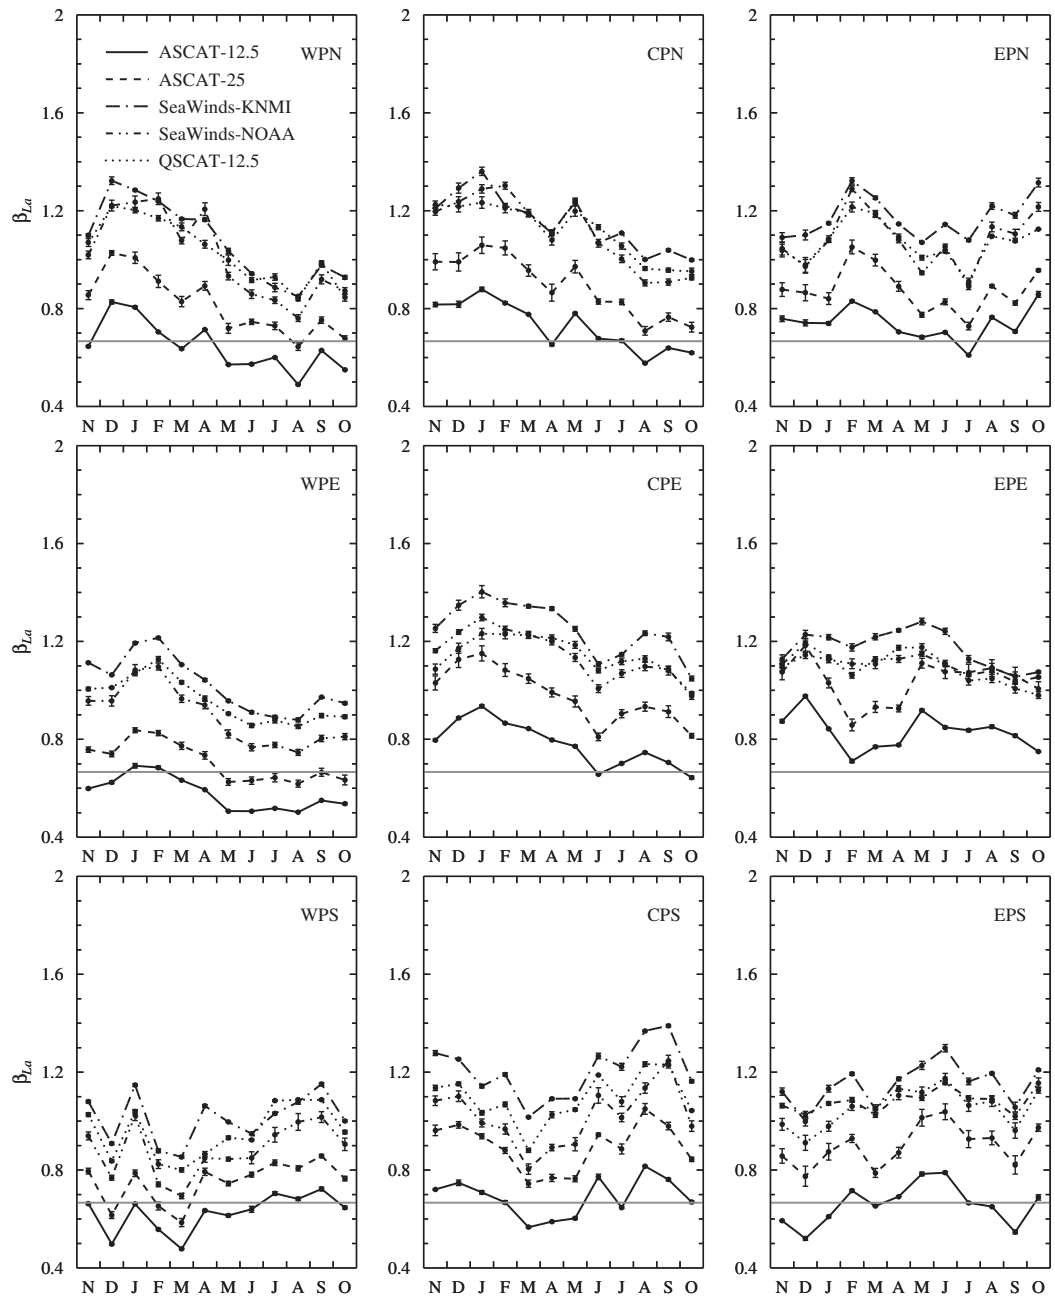 2 2 2
ASCAT-12.5 WPN CPN EPN
ASCAT-25
1.6 SeaWinds-KNMI 1.6 1.6
SeaWinds-NOAA
QSCAT-12.5
βLa 1.2 1.2 1.2
0.8 0.8 0.8
0.4 0.4 0.4
N D J F M A M J J A S O N D J F M A M J J A S O N D J F M A M J J A S O
2 2 2
WPE CPE EPE
1.6 1.6 1.6
βLa 1.2 1.2 1.2
0.8 0.8 0.8
0.4 0.4 0.4
N D J F M A M J J A S O N D J F M A M J J A S O N D J F M A M J J A S O
2 2 2
WPS CPS EPS
1.6 1.6 1.6
βLa 1.2 1.2 1.2
0.8 0.8 0.8
0.4 0.4 0.4
N D J F M A M J J A S O N D J F M A M J J A S O N D J F M A M J J A S O